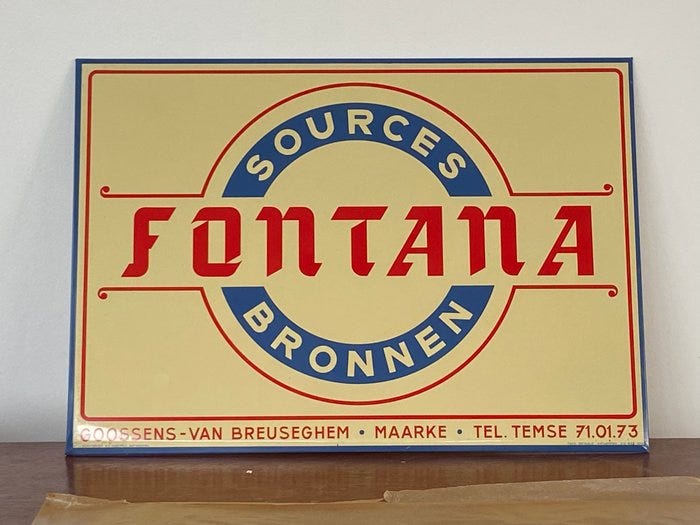 SOURCES
FONTANA
BRONNEN
GOOSSENS-VAN BREUSEGHEM • MAARKE • TEL. TEMSE 71.01.73